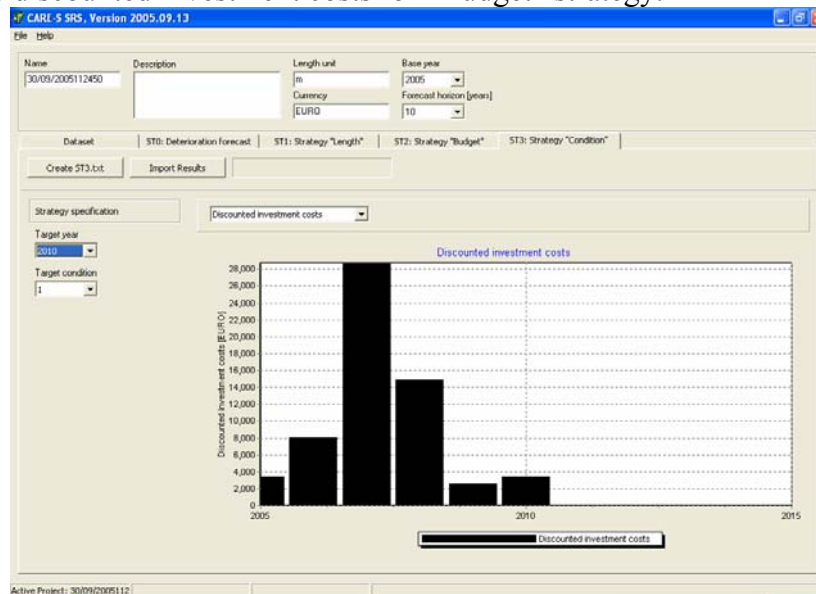 CARE-S SRS, Version 2005.09.13
File Help
Name Description Length unit Base year
30/09/2005112450 m 2005
Currency Forecast horizon [years]
EURO 10
Dataset ST0: Deterioration forecast ST1: Strategy "Length" ST2: Strategy "Budget" ST3: Strategy "Condition"
Create ST3.txt Import Results
Strategy specification Discounted investment costs
Target year
2010
Target condition
1
Discounted investment costs
Discounted investment costs [EURO]
28,000
26,000
24,000
22,000
20,000
18,000
16,000
14,000
12,000
10,000
8,000
6,000
4,000
2,000
0
2005 2010 2015
Discounted investment costs
Active Project: 30/09/2005112